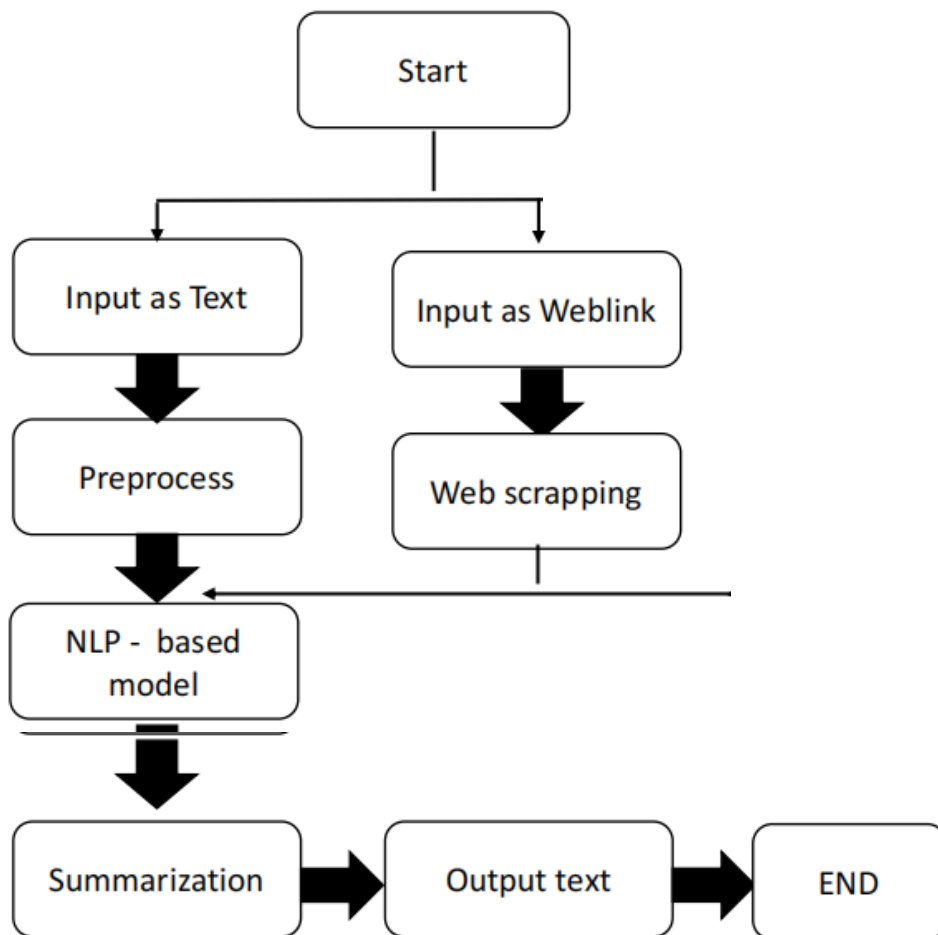 Start
Input as Text
Input as Weblink
Preprocess
Web scrapping
NLP - based
model
Summarization
Output text
END